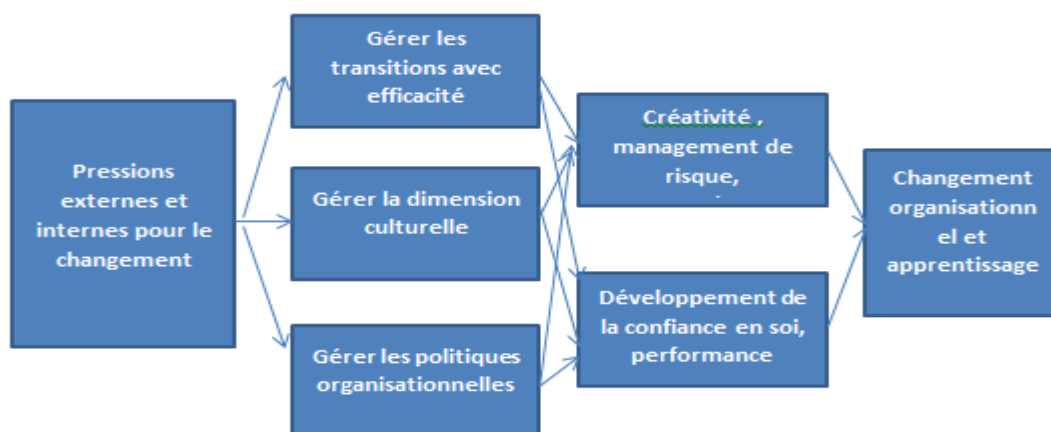 Pressions
externes et
internes pour le
changement
Gérer les
transitions avec
efficacité
Gérer la dimension
culturelle
Gérer les politiques
organisationnelles
Créativité ,
management de
risque,
Développement de
la confiance en soi,
performance
Changement
organisationn
el et
apprentissage